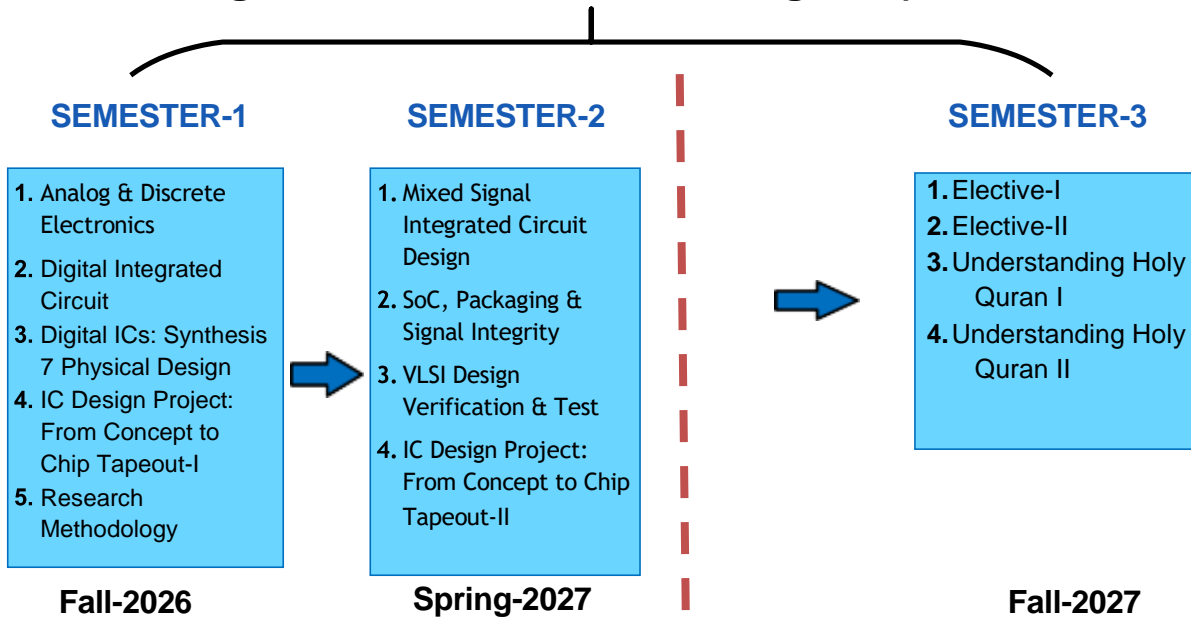 SEMESTER-1
1. Analog & Discrete
Electronics
2. Digital Integrated
Circuit
3. Digital ICs: Synthesis
7 Physical Design
4. IC Design Project:
From Concept to
Chip Tapeout-I
5. Research
Methodology
Fall-2026
SEMESTER-2
1. Mixed Signal
Integrated Circuit
Design
2. SoC, Packaging &
Signal Integrity
3. VLSI Design
Verification & Test
4. IC Design Project:
From Concept to Chip
Tapeout-II
Spring-2027
SEMESTER-3
1. Elective-I
2. Elective-II
3. Understanding Holy
Quran I
4. Understanding Holy
Quran II
Fall-2027